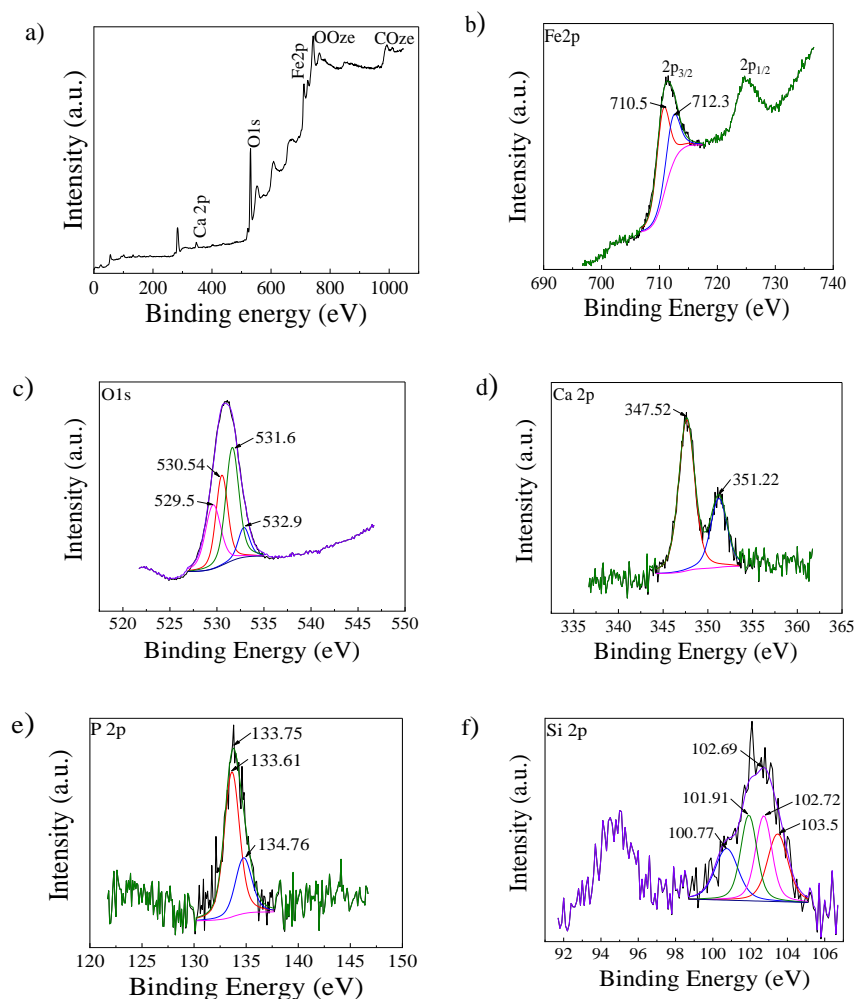 a)
Intensity (a.u.)
Ca 2p
O1s
Fe2p
OOze
COze
0 200 400 600 800 1000
Binding energy (eV)
b)
Fe2p
Intensity (a.u.)
2p3/2
2p1/2
710.5
712.3
690 700 710 720 730 740
Binding Energy (eV)
c)
O1s
Intensity (a.u.)
531.6
530.54
529.5
532.9
520 525 530 535 540 545 550
Binding Energy (eV)
d)
Ca 2p
Intensity (a.u.)
347.52
351.22
335 340 345 350 355 360 365
Binding Energy (eV)
e)
P 2p
Intensity (a.u.)
133.75
133.61
134.76
120 125 130 135 140 145 150
Binding Energy (eV)
f)
Si 2p
Intensity (a.u.)
102.69
101.91
102.72
100.77
103.5
92 94 96 98 100 102 104 106
Binding Energy (eV)